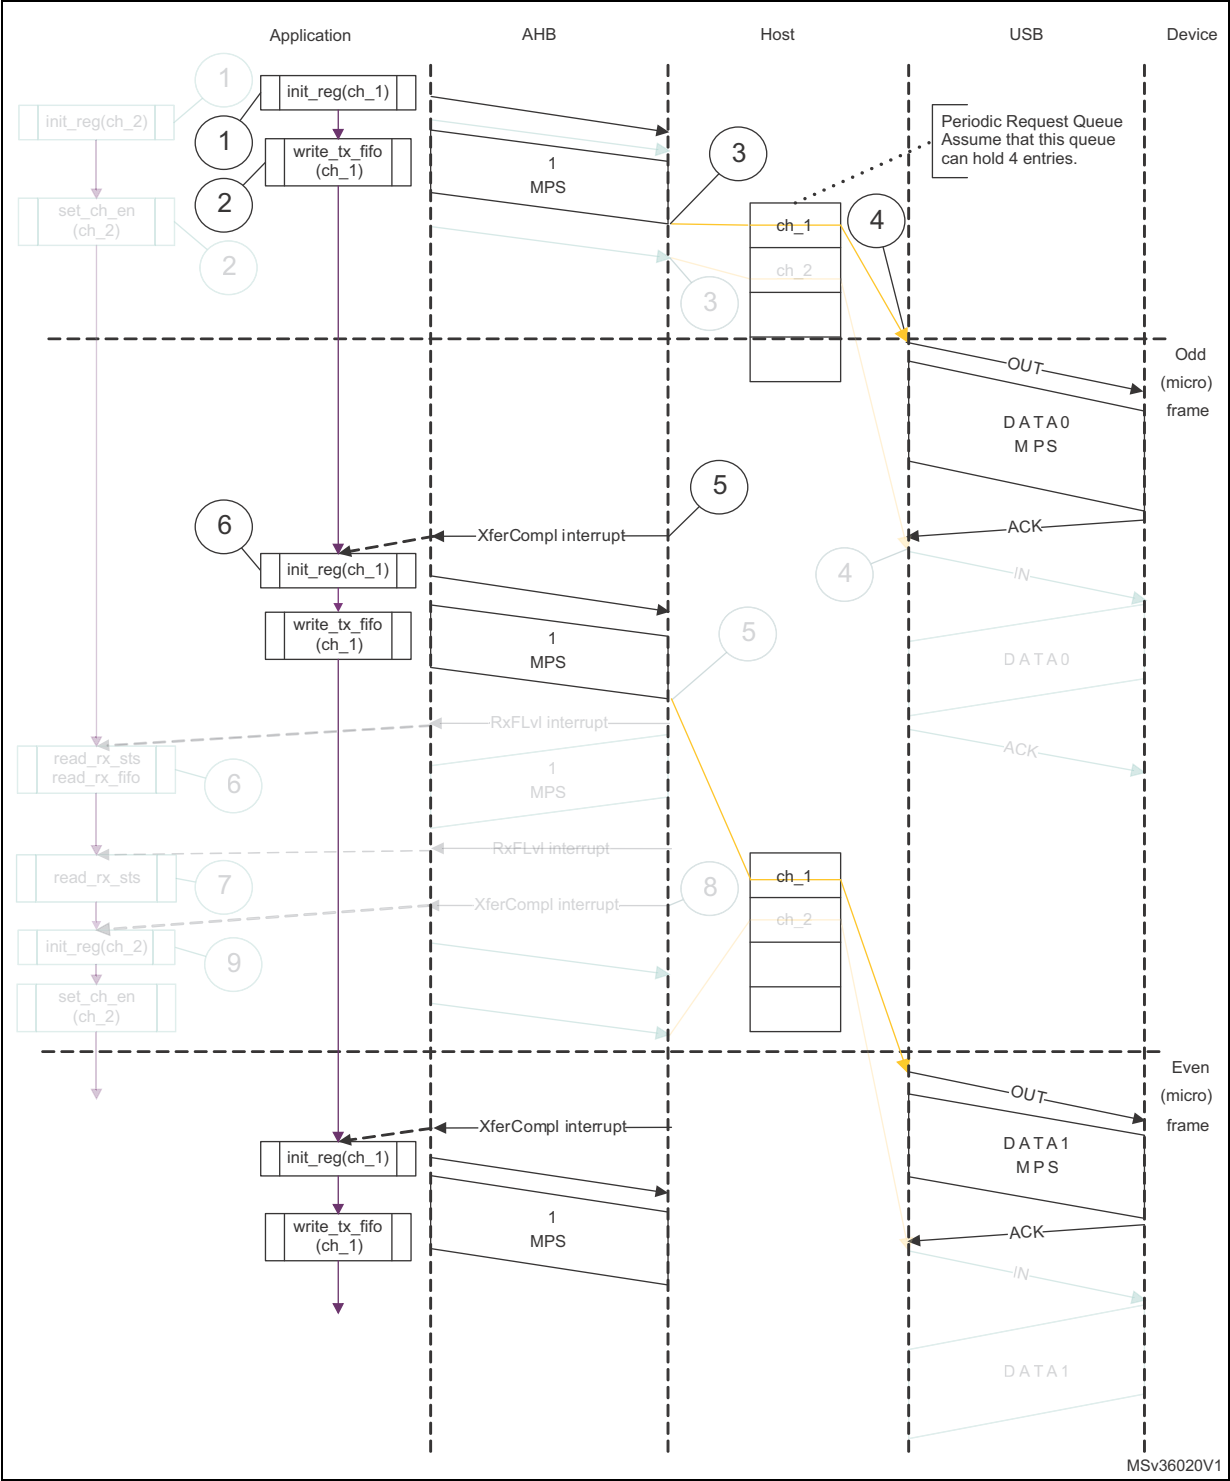 Application
AHB
Host
USB
Device
1
init_reg(ch_1)
init_reg(ch_2)
1
Periodic Request Queue
Assume that this queue
can hold 4 entries.
write_tx_fifo
(ch_1)
2
1
MPS
3
set_ch_en
(ch_2)
2
ch_1
4
ch_2
3
Odd
(micro)
frame
OUT
DATA0
MPS
5
6
XferCompl interrupt
ACK
init_reg(ch_1)
4
IN
write_tx_fifo
(ch_1)
1
MPS
5
DATA0
RxFLvl interrupt
ACK
read_rx_sts
read_rx_fifo
6
1
MPS
RxFLvl interrupt
read_rx_sts
7
8
ch_1
XferCompl interrupt
ch_2
init_reg(ch_2)
9
set_ch_en
(ch_2)
Even
(micro)
frame
OUT
XferCompl interrupt
DATA1
MPS
init_reg(ch_1)
write_tx_fifo
(ch_1)
1
MPS
ACK
IN
DATA1
MSv36020V1